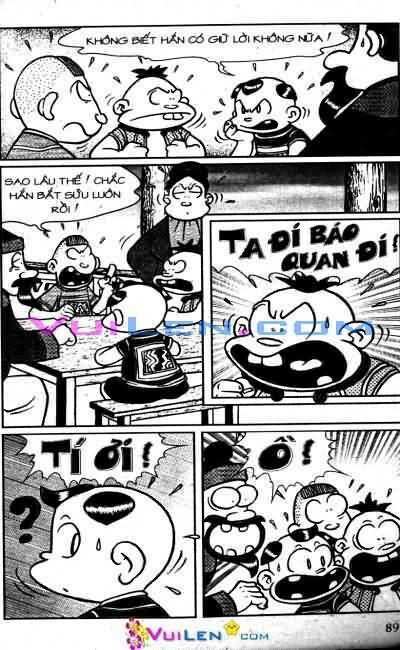 KHÔNG BIẾT HẮN CÓ GIỮ LỜI KHÔNG NỮA !
SAO LÂU THẾ ! CHẮC
HẮN BẮT SỬU LUÔN
RỒI !
TA ĐI BÁO
QUAN ĐI !
VUILEN.COM
TÍ ƠI !
?
Ồ !
89
VUILEN.COM